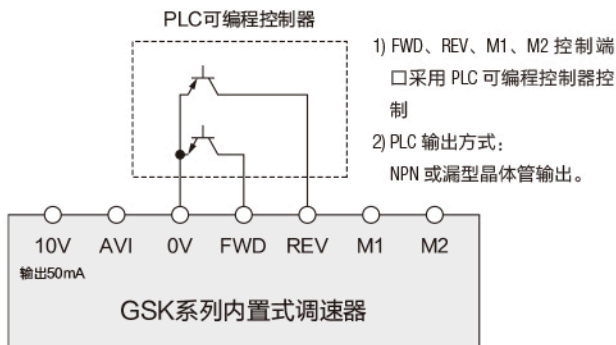 PLC可编程控制器
1) FWD、REV、M1、M2 控制端
口采用 PLC 可编程控制器控
制
2) PLC 输出方式：
NPN 或漏型晶体管输出。
10V AVI 0V FWD REV M1 M2
输出50mA
GSK系列内置式调速器